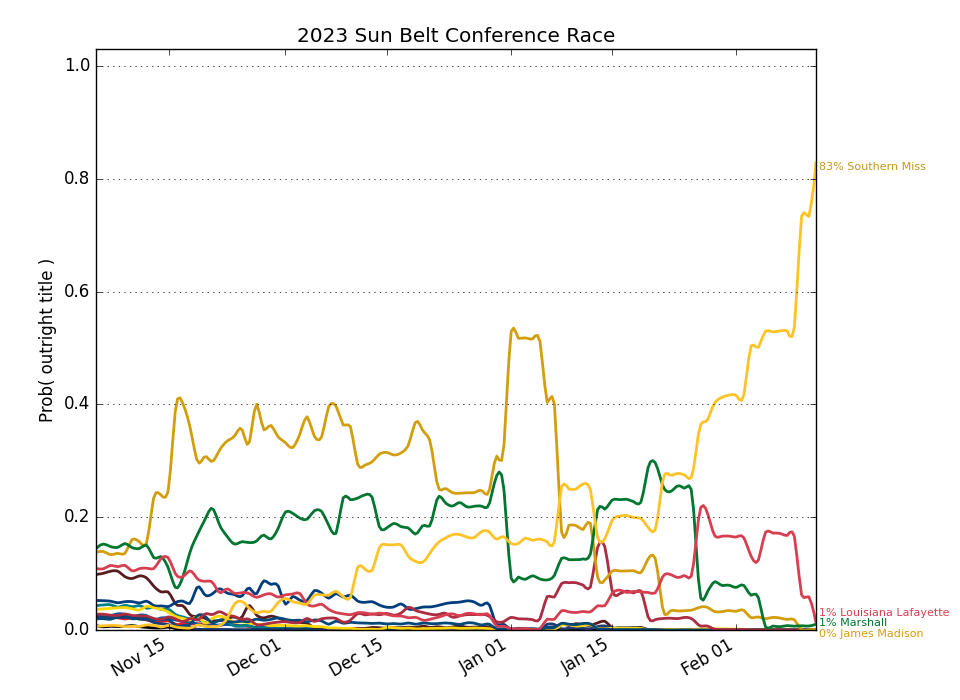 2023 Sun Belt Conference Race
Prob( outright title )
1.0
0.8
0.6
0.4
0.2
0.0
83% Southern Miss
1% Louisiana Lafayette
1% Marshall
0% James Madison
Nov 15
Dec 01
Dec 15
Jan 01
Jan 15
Feb 01